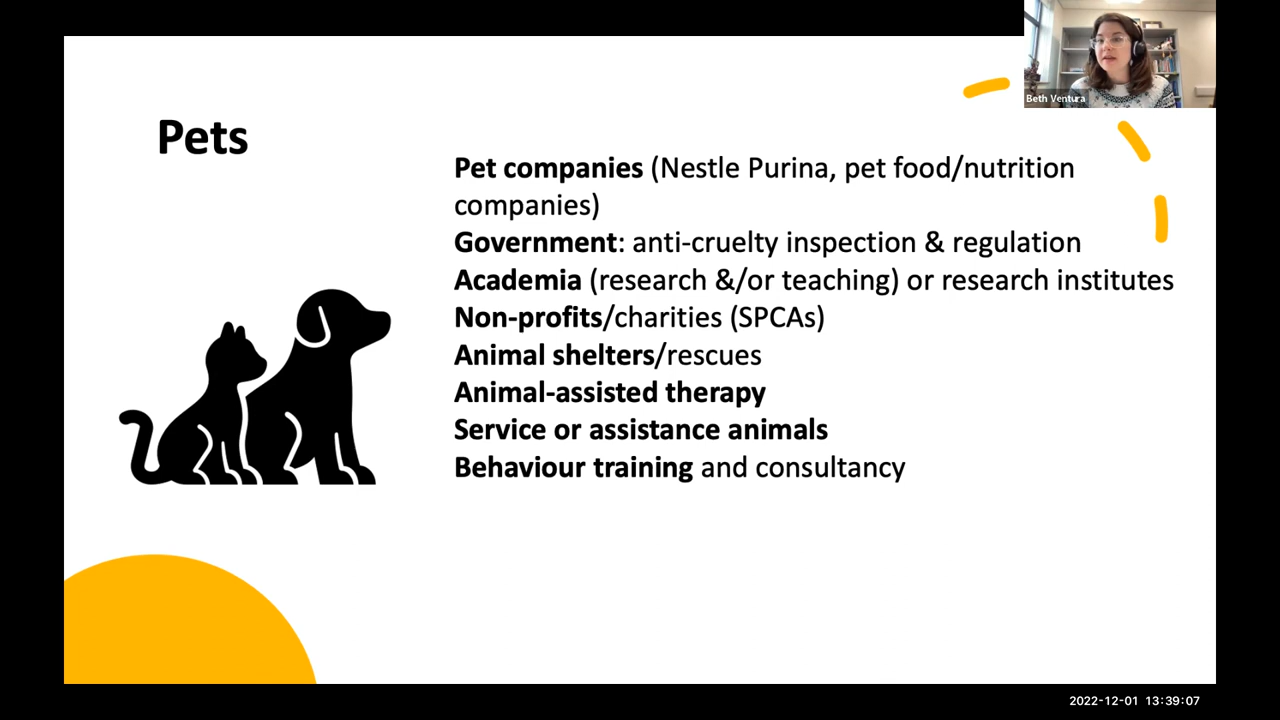 Beth Ventura
Pets
Pet companies (Nestle Purina, pet food/nutrition
companies)
Government: anti-cruelty inspection & regulation
Academia (research &/or teaching) or research institutes
Non-profits/charities (SPCAs)
Animal shelters/rescues
Animal-assisted therapy
Service or assistance animals
Behaviour training and consultancy
2022-12-01 13:39:07